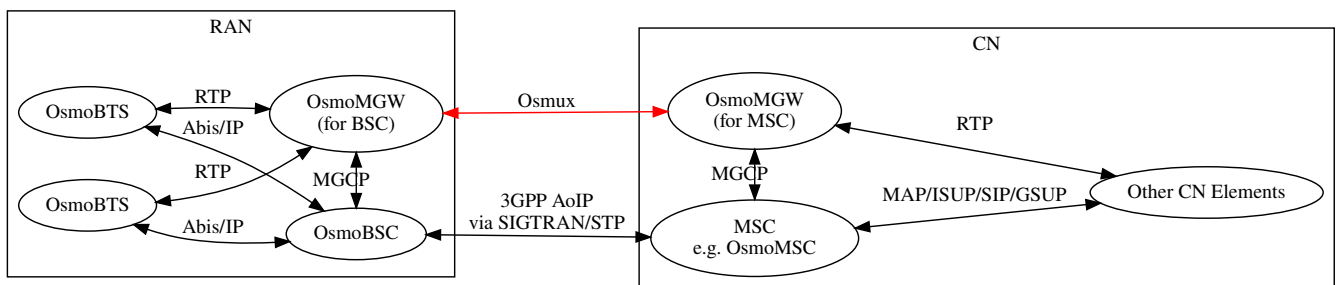 RAN
CN
OsmoBTS
RTP
OsmoMGW
(for BSC)
Osmux
OsmoMGW
(for MSC)
RTP
Abis/IP
RTP
MGCP
MGCP
OsmoBTS
Abis/IP
OsmoBSC
3GPP AoIP
via SIGTRAN/STP
MSC
e.g. OsmoMSC
MAP/ISUP/SIP/GSUP
Other CN Elements